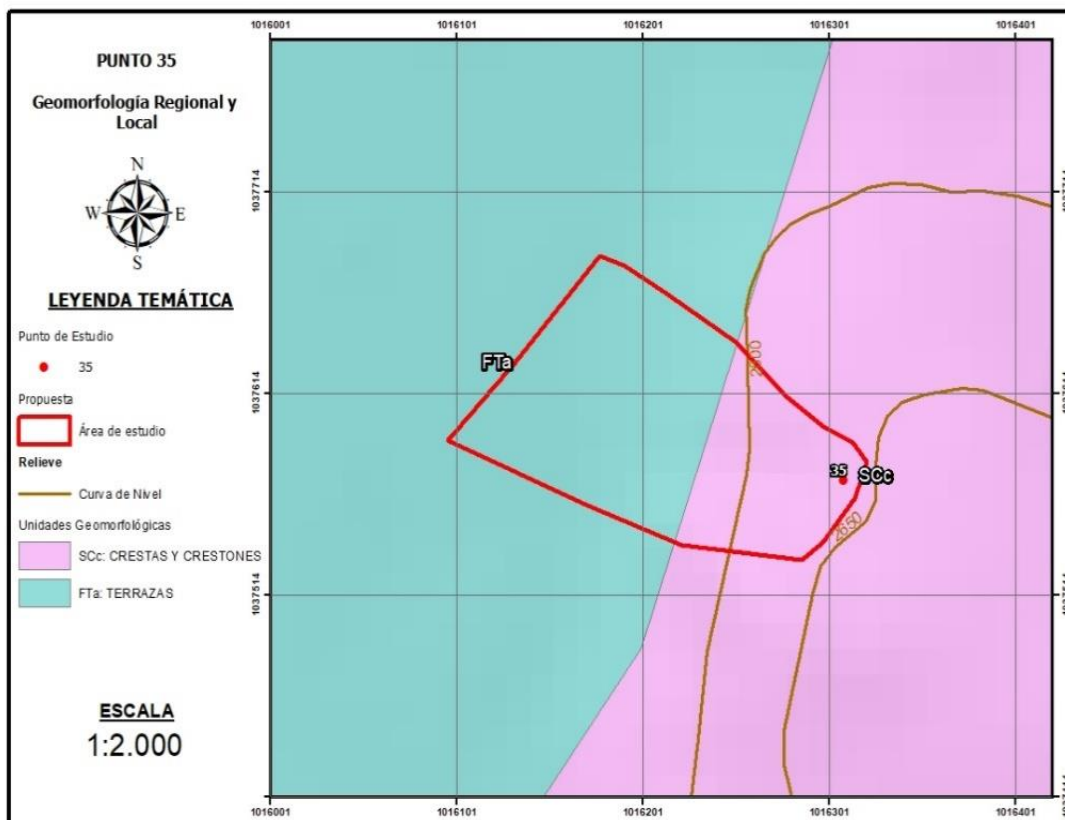 PUNTO 35
Geomorfología Regional y
Local
N
W
E
S
LEYENDA TEMÁTICA
Punto de Estudio
35
Propuesta
Área de estudio
Relieve
Curva de Nivel
Unidades Geomorfológicas
SCc: CRESTAS Y CRESTONES
FTa: TERRAZAS
ESCALA
1:2.000
1016001
1016101
1016201
1016301
1016401
1037714
1037714
1037614
1037514
1037514
FTa
35
SCc
2650
1016001
1016101
1016201
1016301
1016401